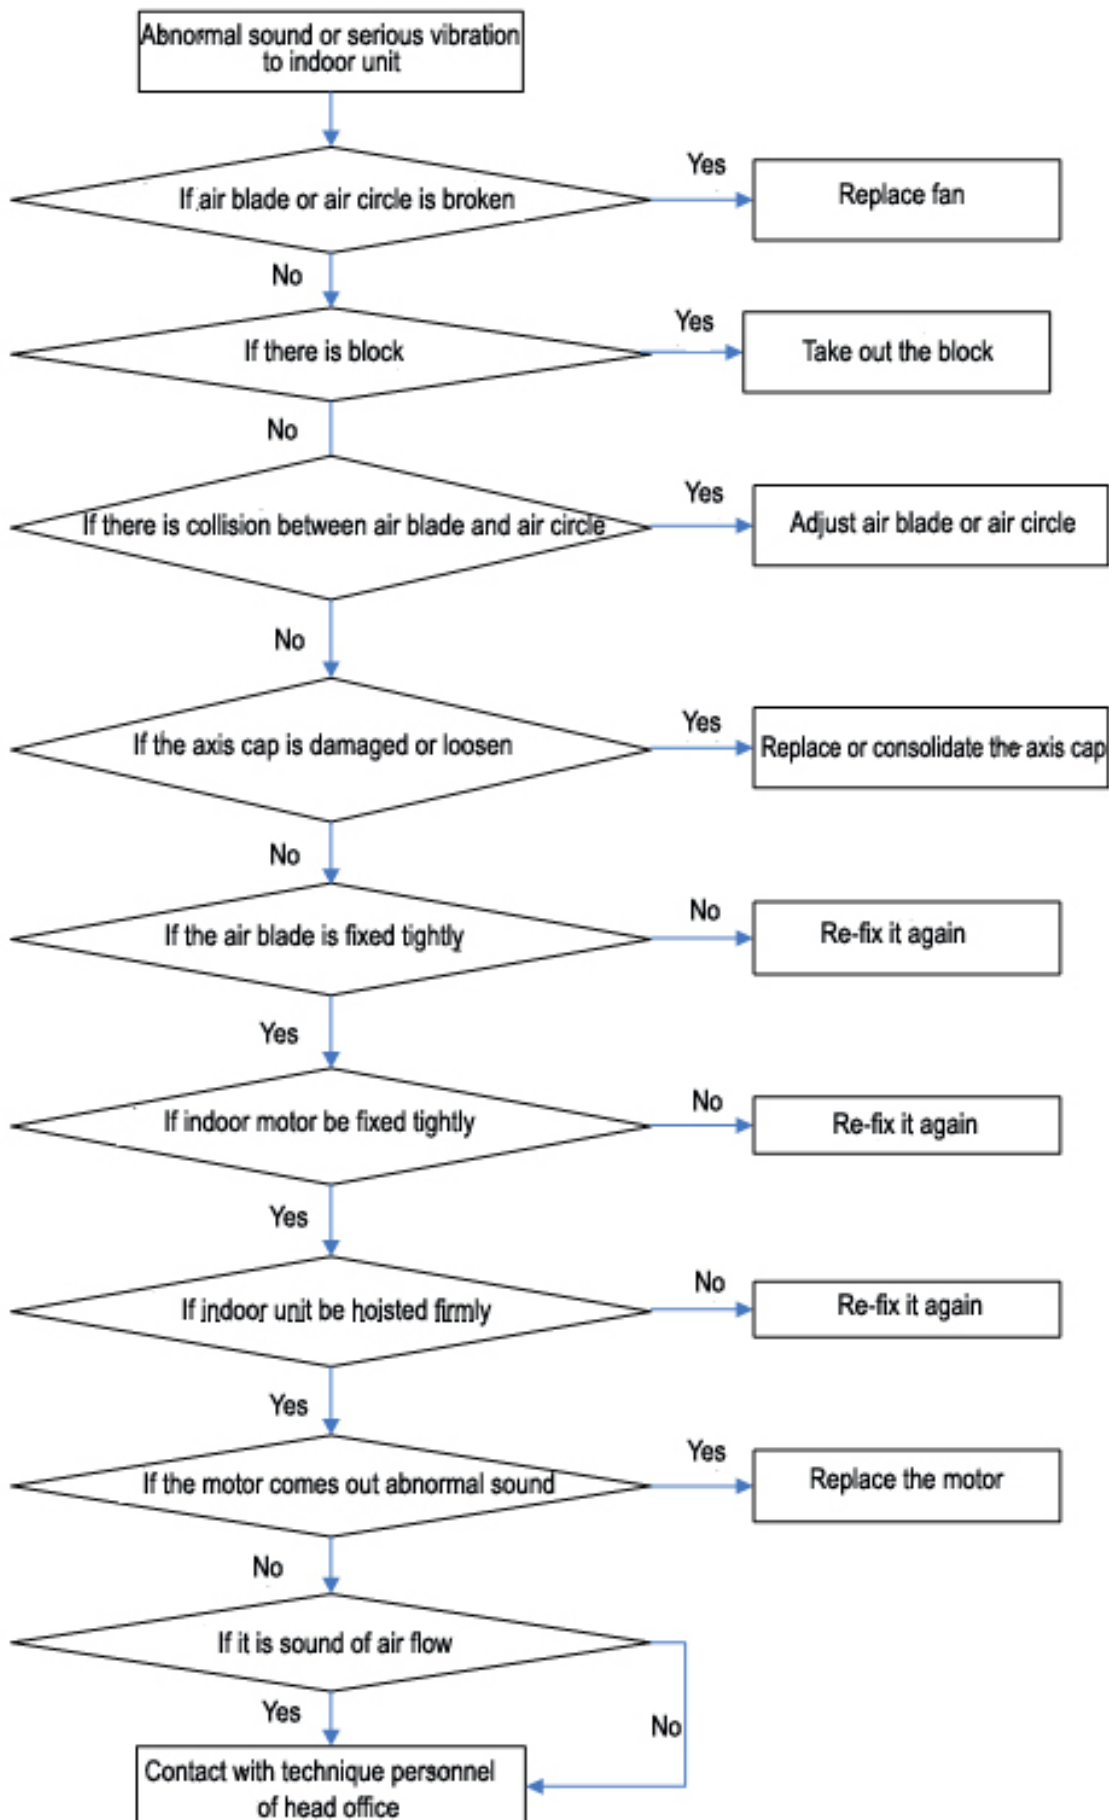 Abnormal sound or serious vibration
to indoor unit
If air blade or air circle is broken
Yes
Replace fan
No
If there is block
Yes
Take out the block
No
If there is collision between air blade and air circle
Yes
Adjust air blade or air circle
No
If the axis cap is damaged or loosen
Yes
Replace or consolidate the axis cap
No
If the air blade is fixed tightly
No
Re-fix it again
Yes
If indoor motor be fixed tightly
No
Re-fix it again
Yes
If indoor unit be hoisted firmly
No
Re-fix it again
Yes
If the motor comes out abnormal sound
Yes
Replace the motor
No
If it is sound of air flow
Yes
No
Contact with technique personnel
of head office